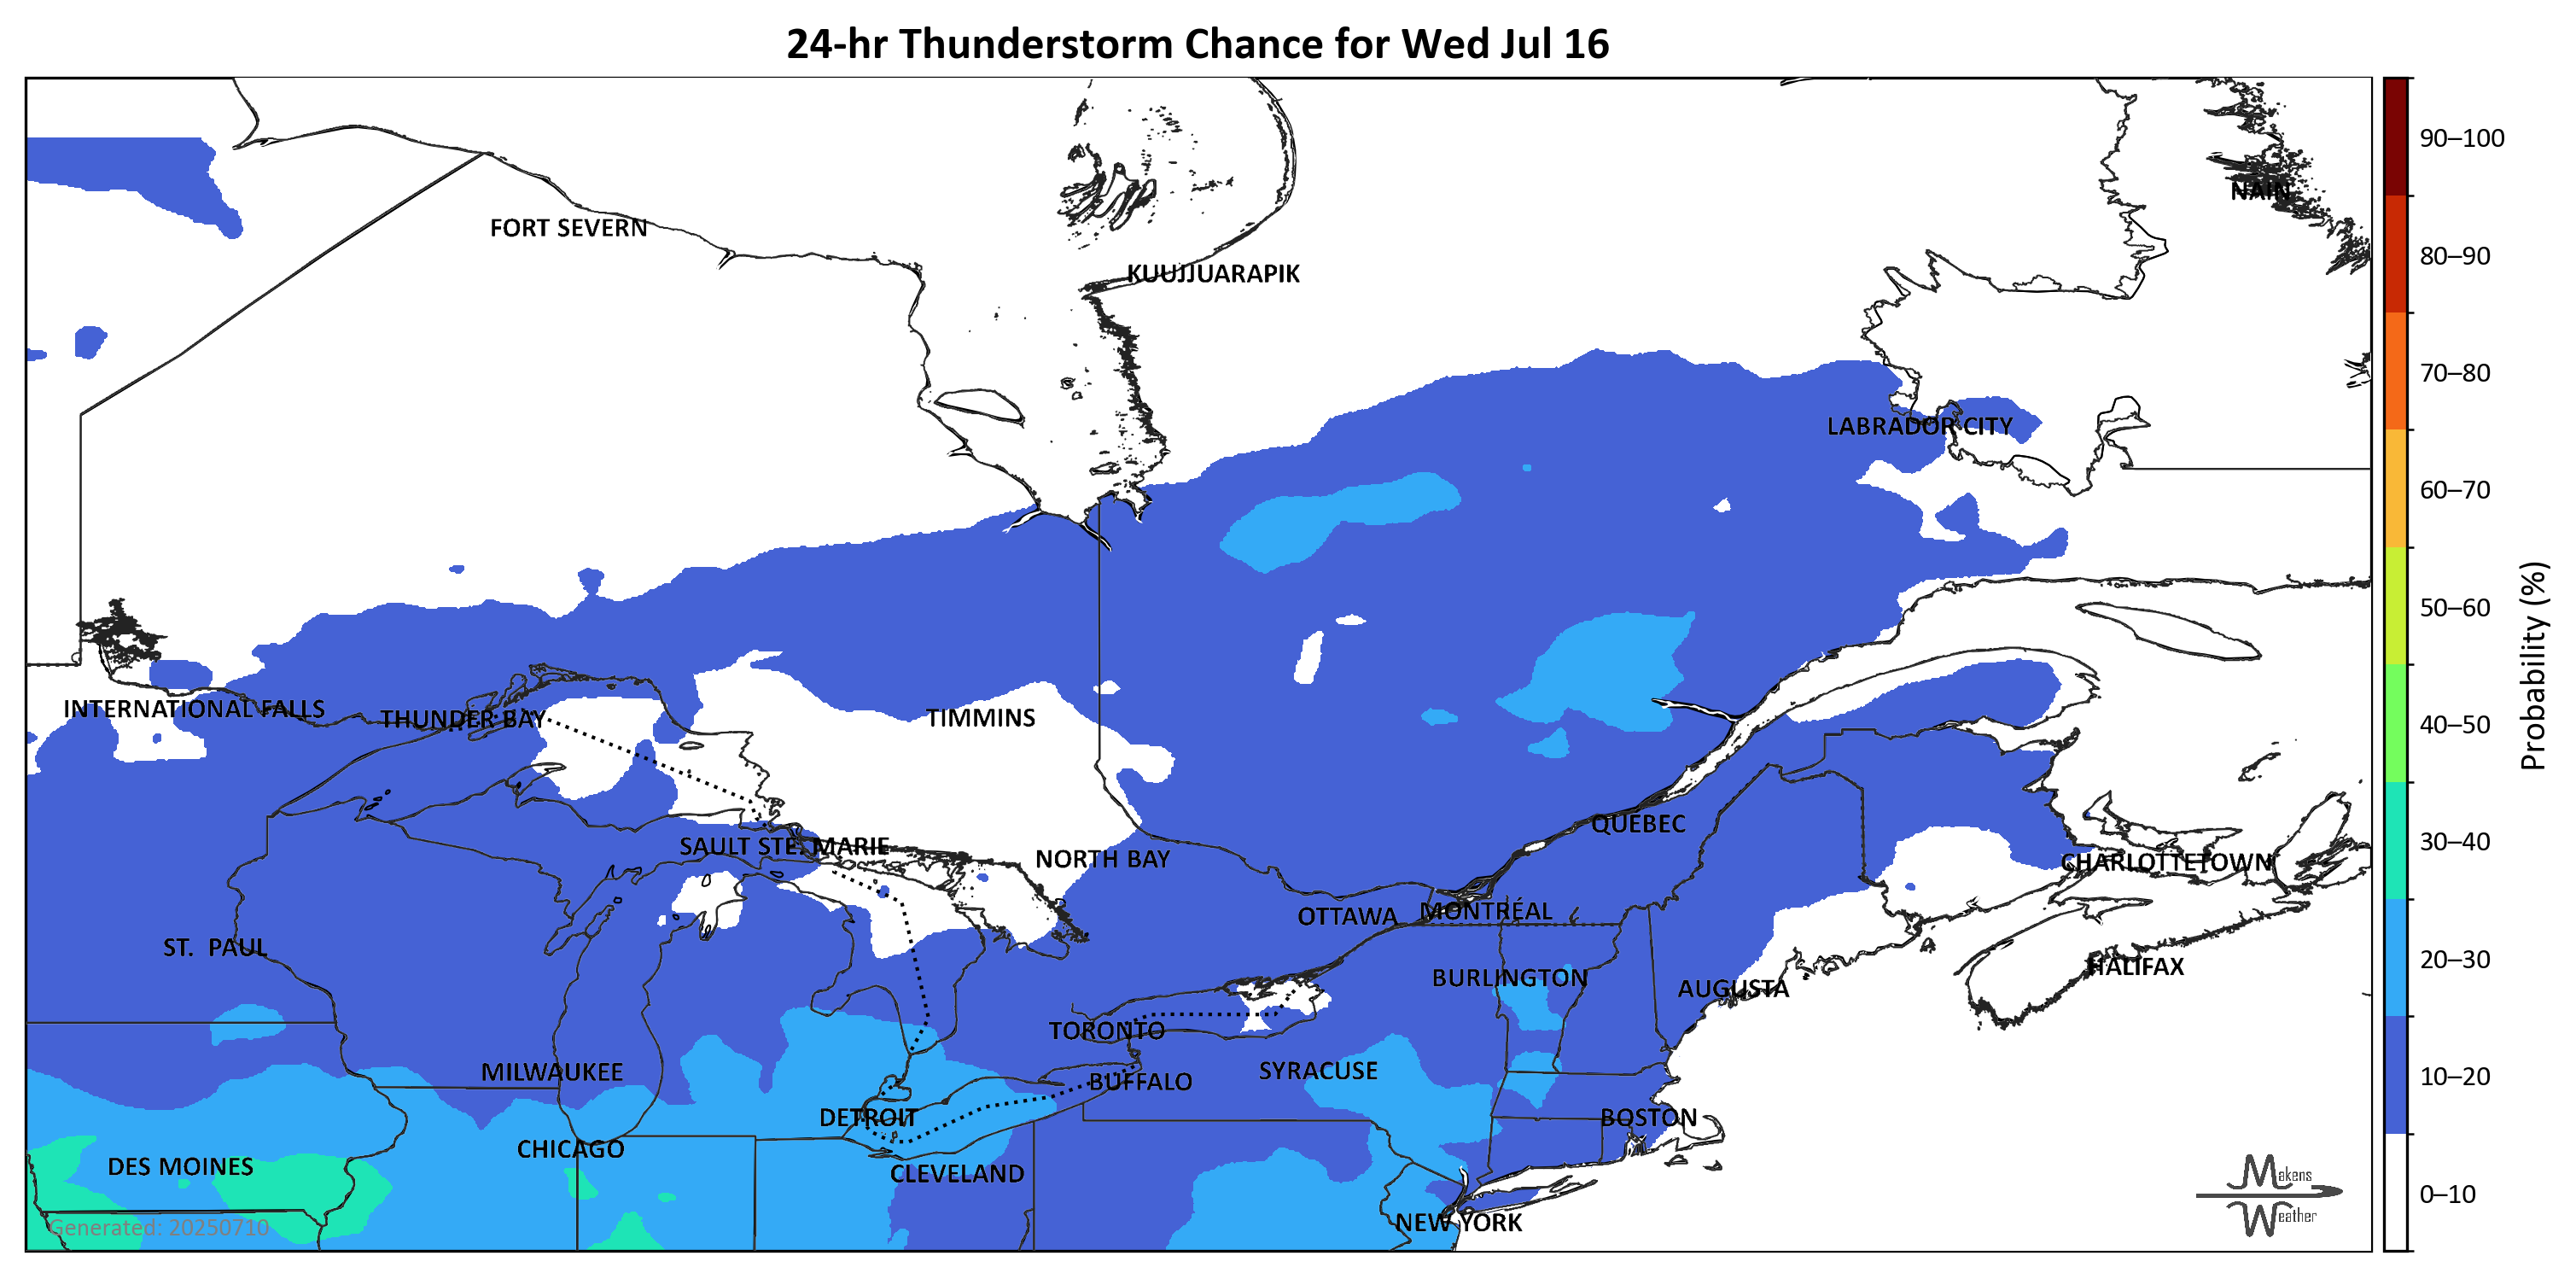 24-hr Thunderstorm Chance for Wed Jul 16
90–100
NAIN
FORT SEVERN
80–90
KUUJJUARAPIK
70–80
LABRADOR CITY
60–70
50–60
Probability (%)
INTERNATIONAL FALLS
THUNDER BAY
TIMMINS
40–50
QUEBEC
SAULT STE. MARIE
NORTH BAY
CHARLOTTETOWN
30–40
OTTAWA
MONTRÉAL
ST. PAUL
BURLINGTON
HALIFAX
20–30
AUGUSTA
TORONTO
MILWAUKEE
SYRACUSE
BUFFALO
10–20
DETROIT
BOSTON
CHICAGO
DES MOINES
CLEVELAND
Makens
Weather
0–10
NEW YORK
Generated: 20250710